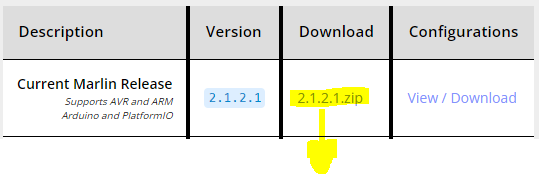 Description Version Download Configurations
Current Marlin Release
Supports AVR and ARM
Arduino and PlatformIO
2.1.2.1 2.1.2.1.zip View / Download